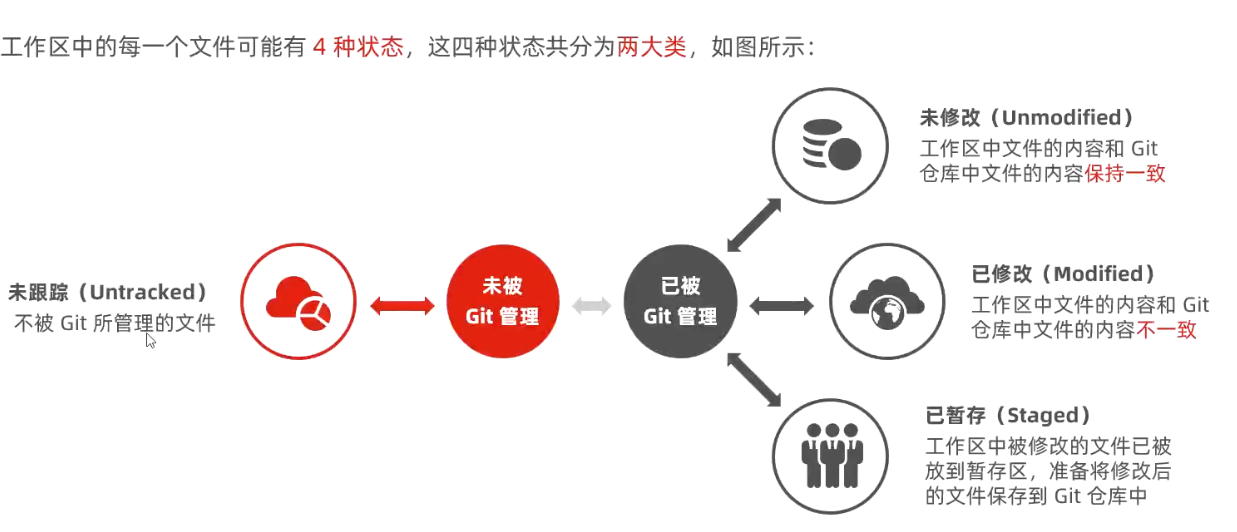 工作区中的每一个文件可能有 4 种状态，这四种状态共分为两大类，如图所示：
未修改（Unmodified）
工作区中文件的内容和 Git
仓库中文件的内容保持一致
未跟踪（Untracked）
不被 Git 所管理的文件
未被
Git 管理
已被
Git 管理
已修改（Modified）
工作区中文件的内容和 Git
仓库中文件的内容不一致
已暂存（Staged）
工作区中被修改的文件已被
放到暂存区，准备将修改后
的文件保存到 Git 仓库中